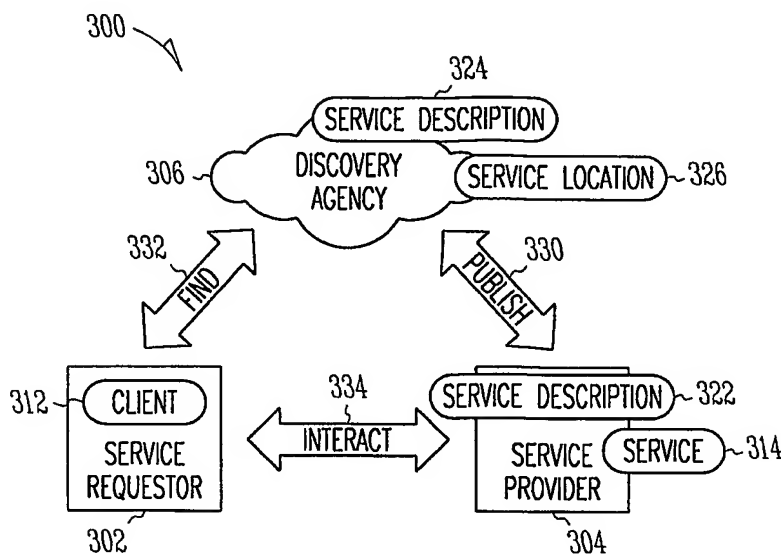 300
324
SERVICE DESCRIPTION
306
DISCOVERY
AGENCY
SERVICE LOCATION
326
332
FIND
330
PUBLISH
312
CLIENT
SERVICE
REQUESTOR
302
334
INTERACT
SERVICE DESCRIPTION
322
SERVICE
PROVIDER
SERVICE
314
304